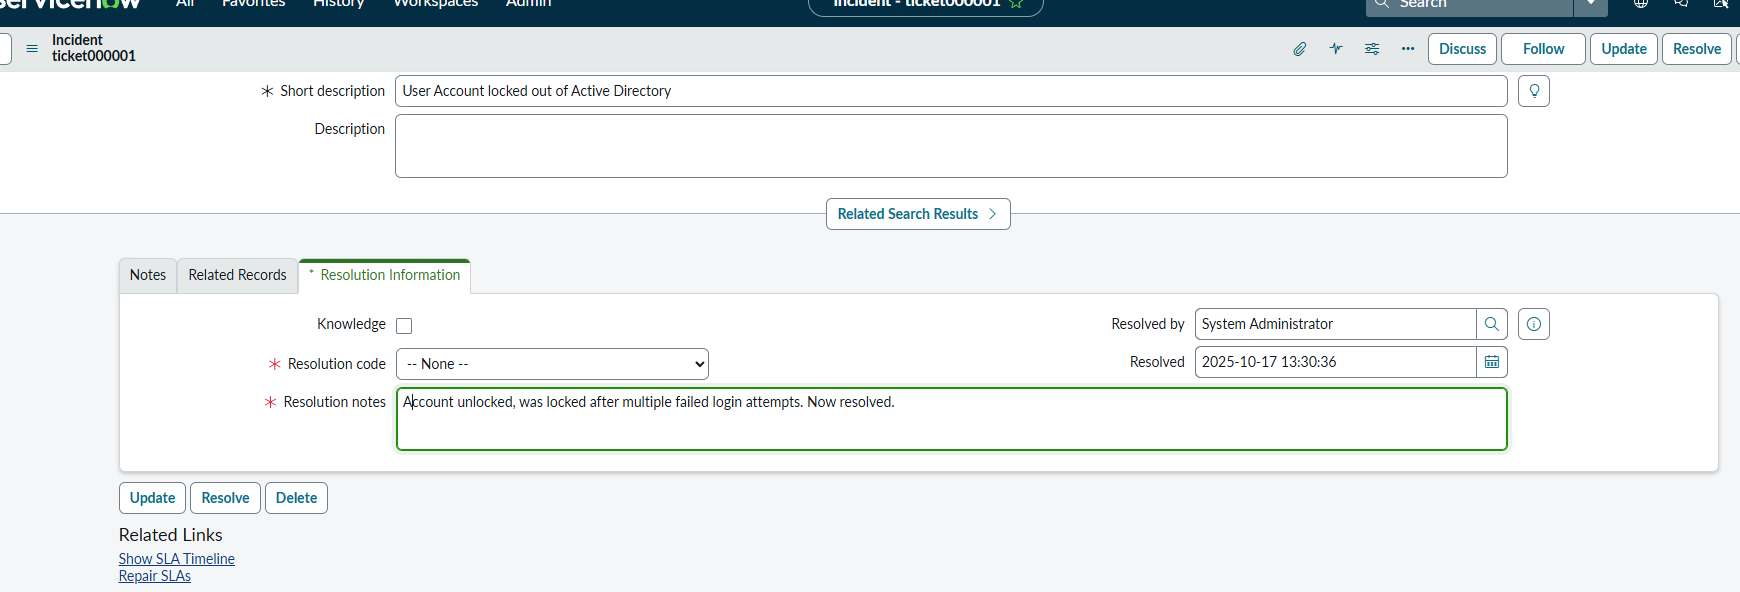 servicenow All Favorites History Workspaces Admin Incident - ticket000001 Search
Incident
ticket000001
Discuss Follow Update Resolve
* Short description User Account locked out of Active Directory
Description
Related Search Results >
Notes Related Records * Resolution Information
Knowledge Resolved by System Administrator
* Resolution code -- None -- Resolved 2025-10-17 13:30:36
* Resolution notes Account unlocked, was locked after multiple failed login attempts. Now resolved.
Update Resolve Delete
Related Links
Show SLA Timeline
Repair SLAs